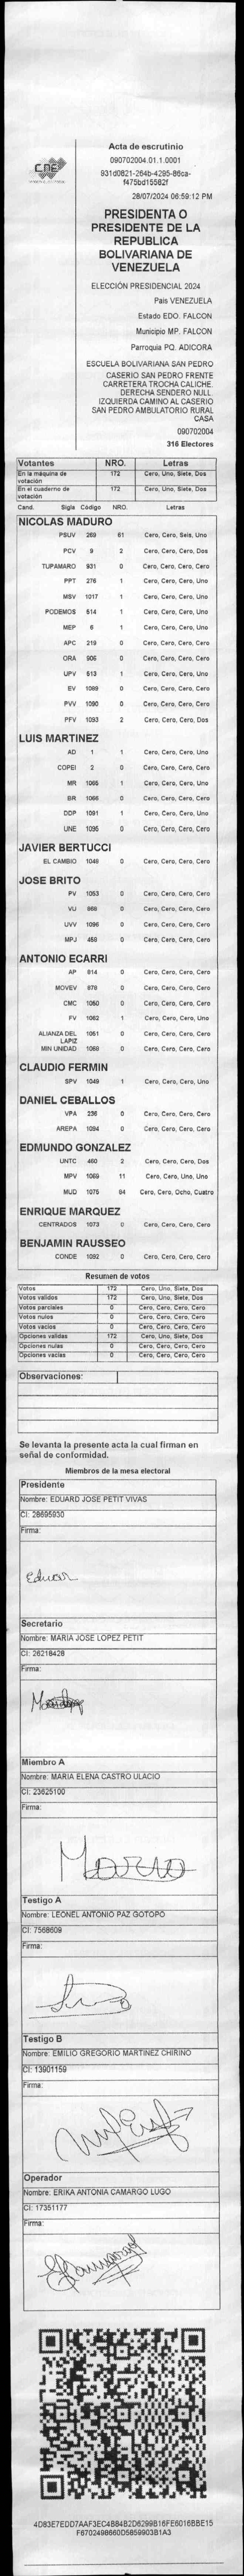 CNE
Acta de escrutinio
090702004.01.1.0001
931d0821-264b-4295-86ca-
f475bd15562f
28/07/2024 06:59:12 PM
PRESIDENTA O
PRESIDENTE DE LA
REPUBLICA
BOLIVARIANA DE
VENEZUELA
ELECCIÓN PRESIDENCIAL 2024
Pais VENEZUELA
Estado EDO. FALCON
Municipio MP. FALCON
Parroquia PQ. ADICORA
ESCUELA BOLIVARIANA SAN PEDRO
CASERIO SAN PEDRO FRENTE
CARRETERA TROCHA CALICHE.
DERECHA SENDERO NULL.
IZQUIERDA CAMINO AL CASERIO
SAN PEDRO AMBULATORIO RURAL
CASA
090702004
316 Electores
Votantes NRO. Letras
En la máquina de votación 172 Cero, Uno, Siete, Dos
En el cuaderno de votación 172 Cero, Uno, Siete, Dos
Cand. Sigla Código NRO. Letras
NICOLAS MADURO
PSUV 269 61 Cero, Cero, Seis, Uno
PCV 9 2 Cero, Cero, Cero, Dos
TUPAMARO 931 0 Cero, Cero, Cero, Cero
PPT 276 1 Cero, Cero, Cero, Uno
MSV 1017 1 Cero, Cero, Cero, Uno
PODEMOS 514 1 Cero, Cero, Cero, Uno
MEP 6 1 Cero, Cero, Cero, Uno
APC 219 0 Cero, Cero, Cero, Cero
ORA 906 0 Cero, Cero, Cero, Cero
UPV 513 1 Cero, Cero, Cero, Uno
EV 1089 0 Cero, Cero, Cero, Cero
PVV 1090 0 Cero, Cero, Cero, Cero
PFV 1093 2 Cero, Cero, Cero, Dos
LUIS MARTINEZ
AD 1 1 Cero, Cero, Cero, Uno
COPEI 2 0 Cero, Cero, Cero, Cero
MR 1065 1 Cero, Cero, Cero, Uno
BR 1066 0 Cero, Cero, Cero, Cero
DDP 1091 1 Cero, Cero, Cero, Uno
UNE 1095 0 Cero, Cero, Cero, Cero
JAVIER BERTUCCI
EL CAMBIO 1048 0 Cero, Cero, Cero, Cero
JOSE BRITO
PV 1053 0 Cero, Cero, Cero, Cero
VU 868 0 Cero, Cero, Cero, Cero
UVV 1096 0 Cero, Cero, Cero, Cero
MPJ 459 0 Cero, Cero, Cero, Cero
ANTONIO ECARRI
AP 814 0 Cero, Cero, Cero, Cero
MOVEV 878 0 Cero, Cero, Cero, Cero
CMC 1050 0 Cero, Cero, Cero, Cero
FV 1062 1 Cero, Cero, Cero, Uno
ALIANZA DEL LAPIZ 1051 0 Cero, Cero, Cero, Cero
MIN UNIDAD 1068 0 Cero, Cero, Cero, Cero
CLAUDIO FERMIN
SPV 1049 1 Cero, Cero, Cero, Uno
DANIEL CEBALLOS
VPA 236 0 Cero, Cero, Cero, Cero
AREPA 1094 0 Cero, Cero, Cero, Cero
EDMUNDO GONZALEZ
UNTC 460 2 Cero, Cero, Cero, Dos
MPV 1069 11 Cero, Cero, Uno, Uno
MUD 1075 84 Cero, Cero, Ocho, Cuatro
ENRIQUE MARQUEZ
CENTRADOS 1073 0 Cero, Cero, Cero, Cero
BENJAMIN RAUSSEO
CONDE 1092 0 Cero, Cero, Cero, Cero
Resumen de votos
Votos 172 Cero, Uno, Siete, Dos
Votos validos 172 Cero, Uno, Siete, Dos
Votos parciales 0 Cero, Cero, Cero, Cero
Votos nulos 0 Cero, Cero, Cero, Cero
Votos vacios 0 Cero, Cero, Cero, Cero
Opciones validas 172 Cero, Uno, Siete, Dos
Opciones nulas 0 Cero, Cero, Cero, Cero
Opciones vacias 0 Cero, Cero, Cero, Cero
Observaciones:
Se levanta la presente acta la cual firman en
señal de conformidad.
Miembros de la mesa electoral
Presidente
Nombre: EDUARD JOSE PETIT VIVAS
CI: 28695930
Firma:
Secretario
Nombre: MARIA JOSE LOPEZ PETIT
CI: 26218428
Firma:
Miembro A
Nombre: MARIA ELENA CASTRO ULACIO
CI: 23625100
Firma:
Testigo A
Nombre: LEONEL ANTONIO PAZ GOTOPO
CI: 7568609
Firma:
Testigo B
Nombre: EMILIO GREGORIO MARTINEZ CHIRINO
CI: 13901159
Firma:
Operador
Nombre: ERIKA ANTONIA CAMARGO LUGO
CI: 17351177
Firma:
4D83E7EDD7AAF3EC4B84B2D6299B16FE6016BBE15
F6702498660D5859903B1A3